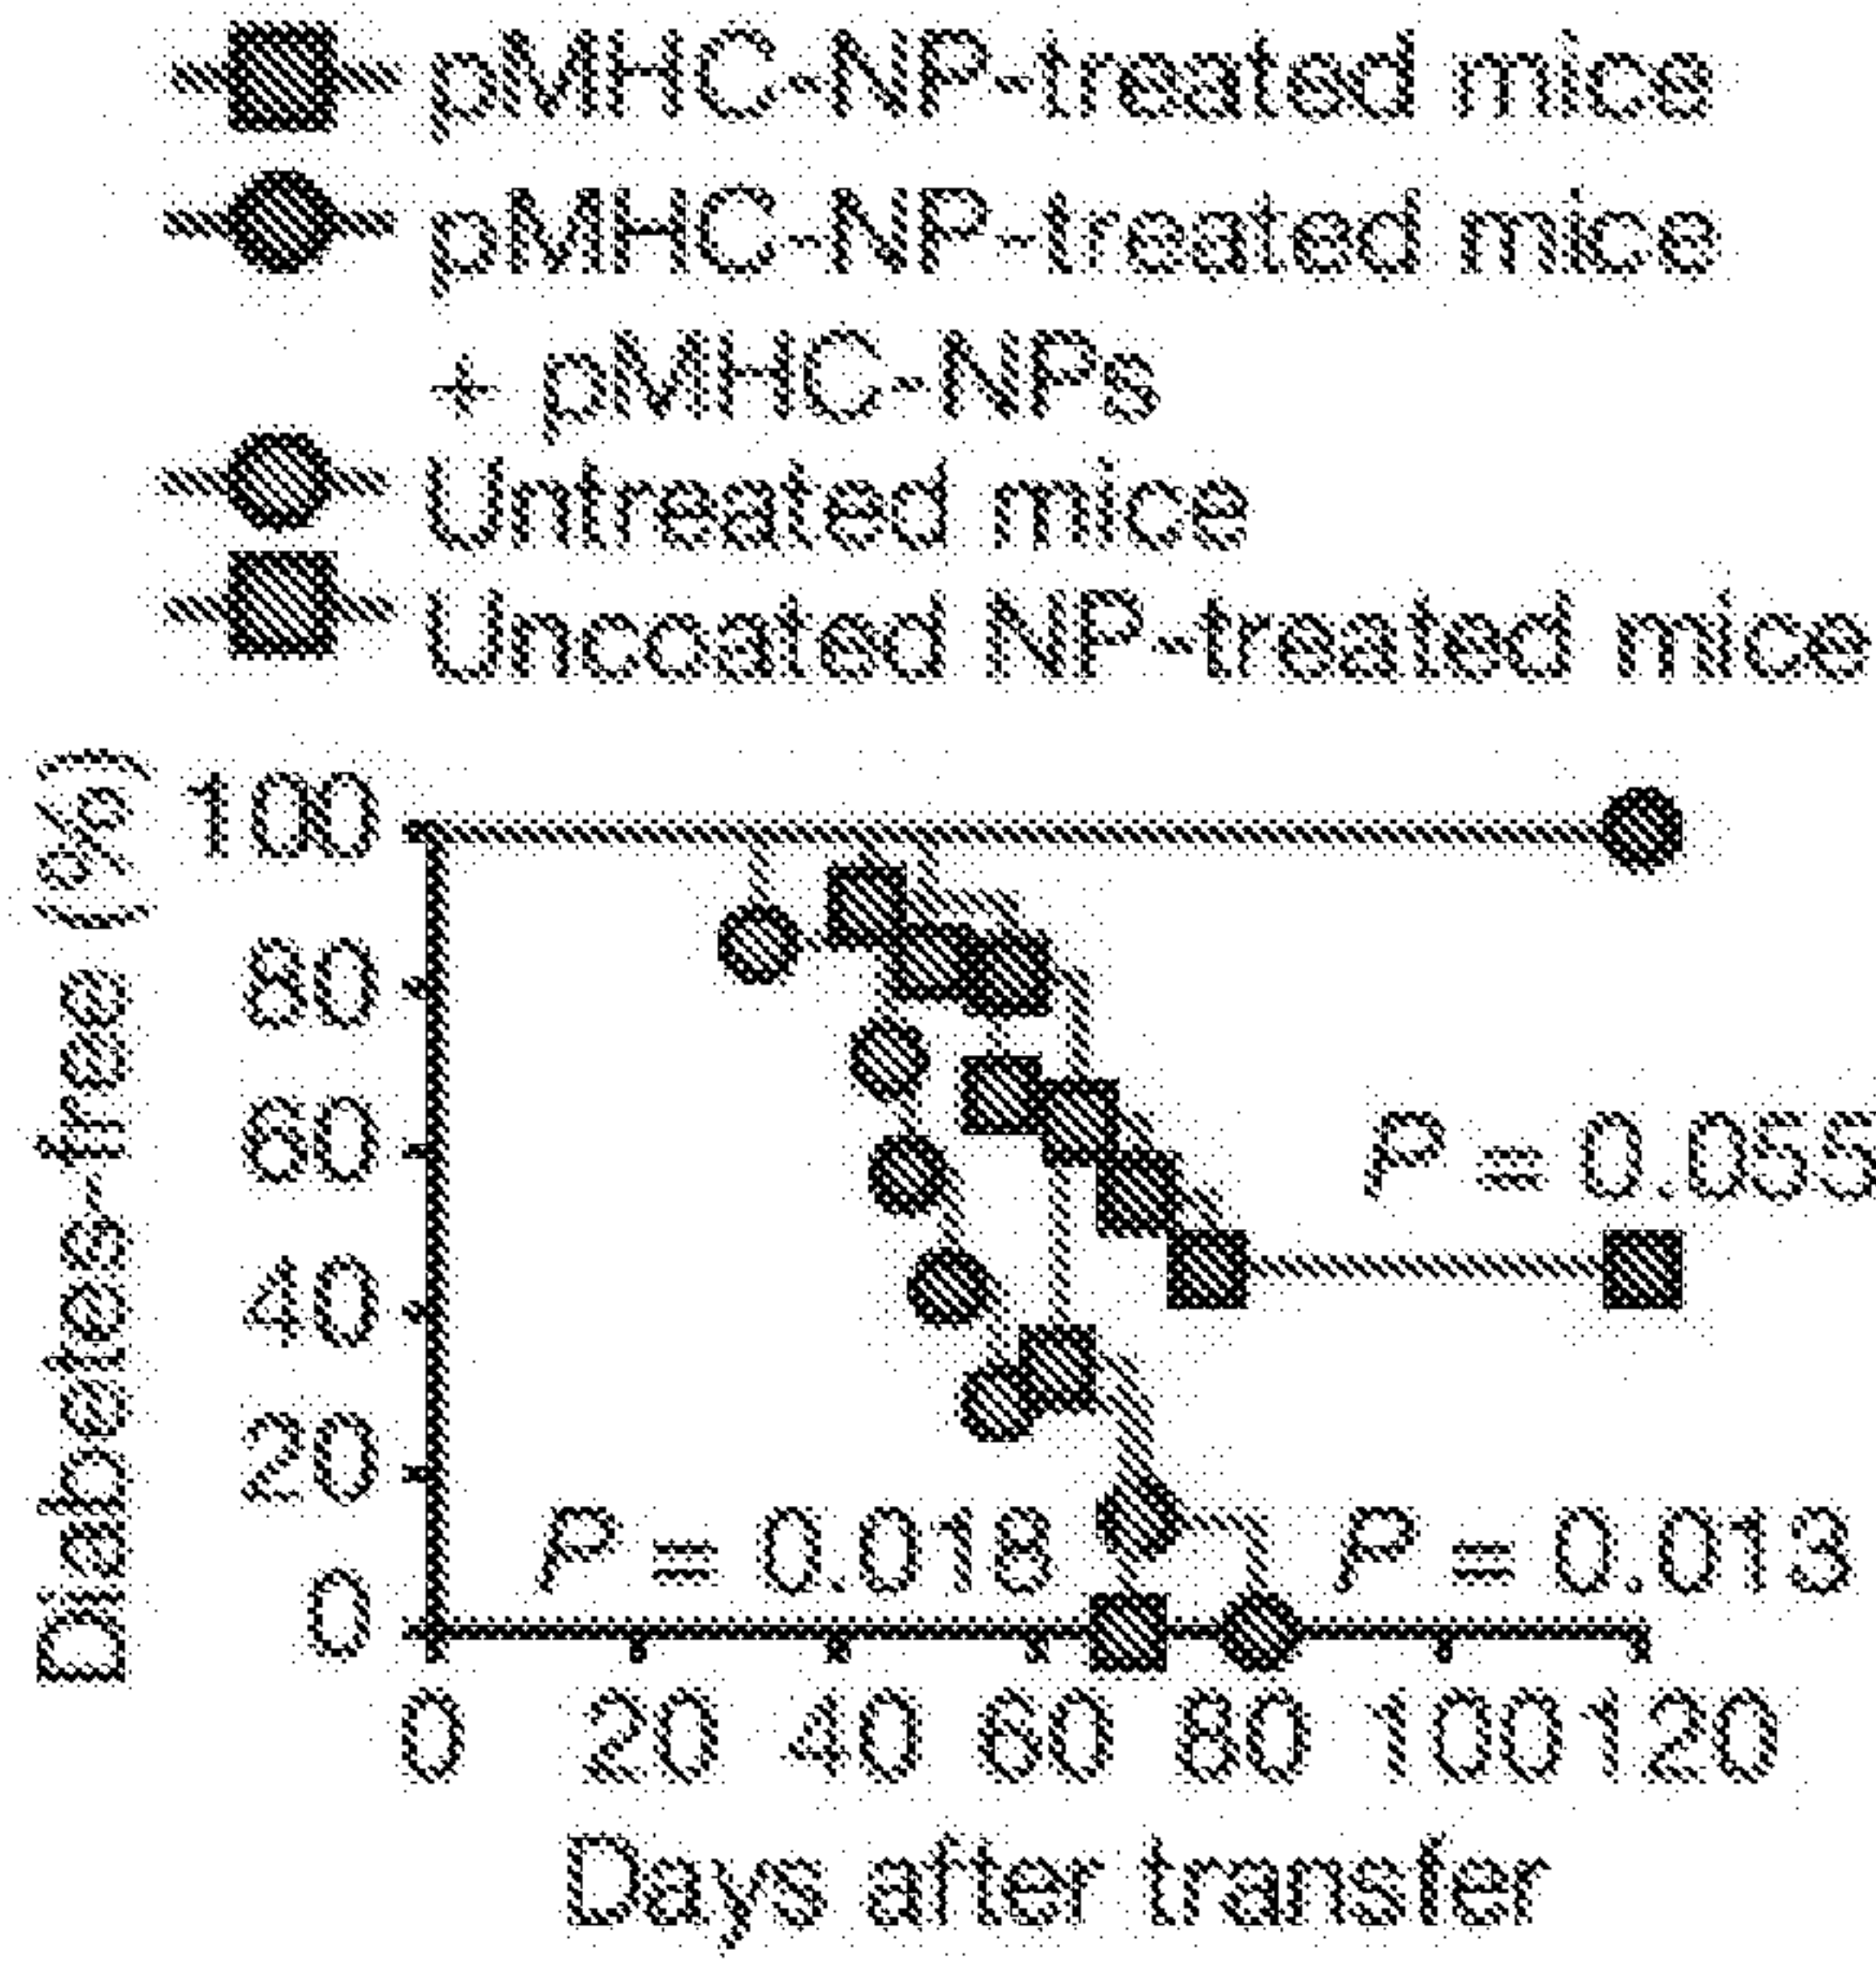 pMHC-NP-treated mice
pMHC-NP-treated mice
+ pMHC-NPs
Untreated mice
Uncoated NP-treated mice
Diabetes-free (%)
100
80
60
40
20
0
P = 0.055
P = 0.018
P = 0.013
0 20 40 60 80 100 120
Days after transfer